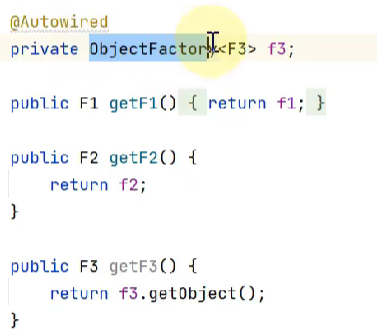 @Autowired
private ObjectFactory<F3> f3;
public F1 getF1() { return f1; }
public F2 getF2() {
return f2;
}
public F3 getF3() {
return f3.getObject();
}